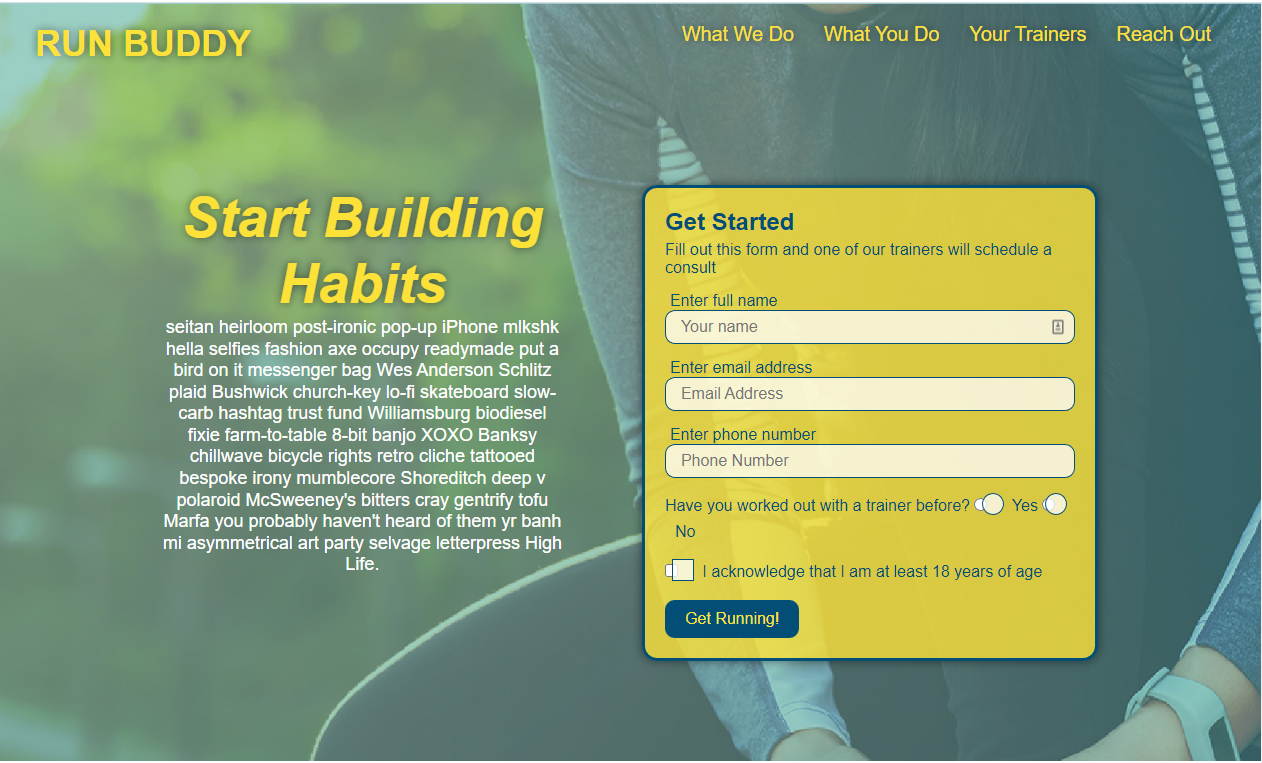 RUN BUDDY
What We Do
What You Do
Your Trainers
Reach Out
Start Building
Habits
seitan heirloom post-ironic pop-up iPhone mlkshk
hella selfies fashion axe occupy readymade put a
bird on it messenger bag Wes Anderson Schlitz
plaid Bushwick church-key lo-fi skateboard slow-
carb hashtag trust fund Williamsburg biodiesel
fixie farm-to-table 8-bit banjo XOXO Banksy
chillwave bicycle rights retro cliche tattooed
bespoke irony mumblecore Shoreditch deep v
polaroid McSweeney's bitters cray gentrify tofu
Marfa you probably haven't heard of them yr banh
mi asymmetrical art party selvage letterpress High
Life.
Get Started
Fill out this form and one of our trainers will schedule a
consult
Enter full name
Your name
Enter email address
Email Address
Enter phone number
Phone Number
Have you worked out with a trainer before? Yes
No
I acknowledge that I am at least 18 years of age
Get Running!